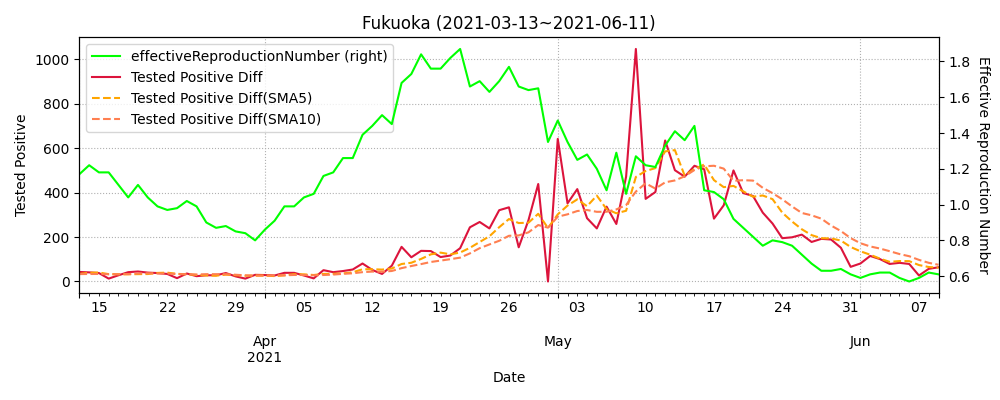 Fukuoka (2021-03-13~2021-06-11)
effectiveReproductionNumber (right)
Tested Positive Diff
Tested Positive Diff(SMA5)
Tested Positive Diff(SMA10)
Tested Positive
1000
800
600
400
200
0
1.8
1.6
1.4
1.2
1.0
0.8
0.6
Effective Reproduction Number
15 22 29 05 12 19 26 03 10 17 24 31 07
Apr May Jun
2021
Date